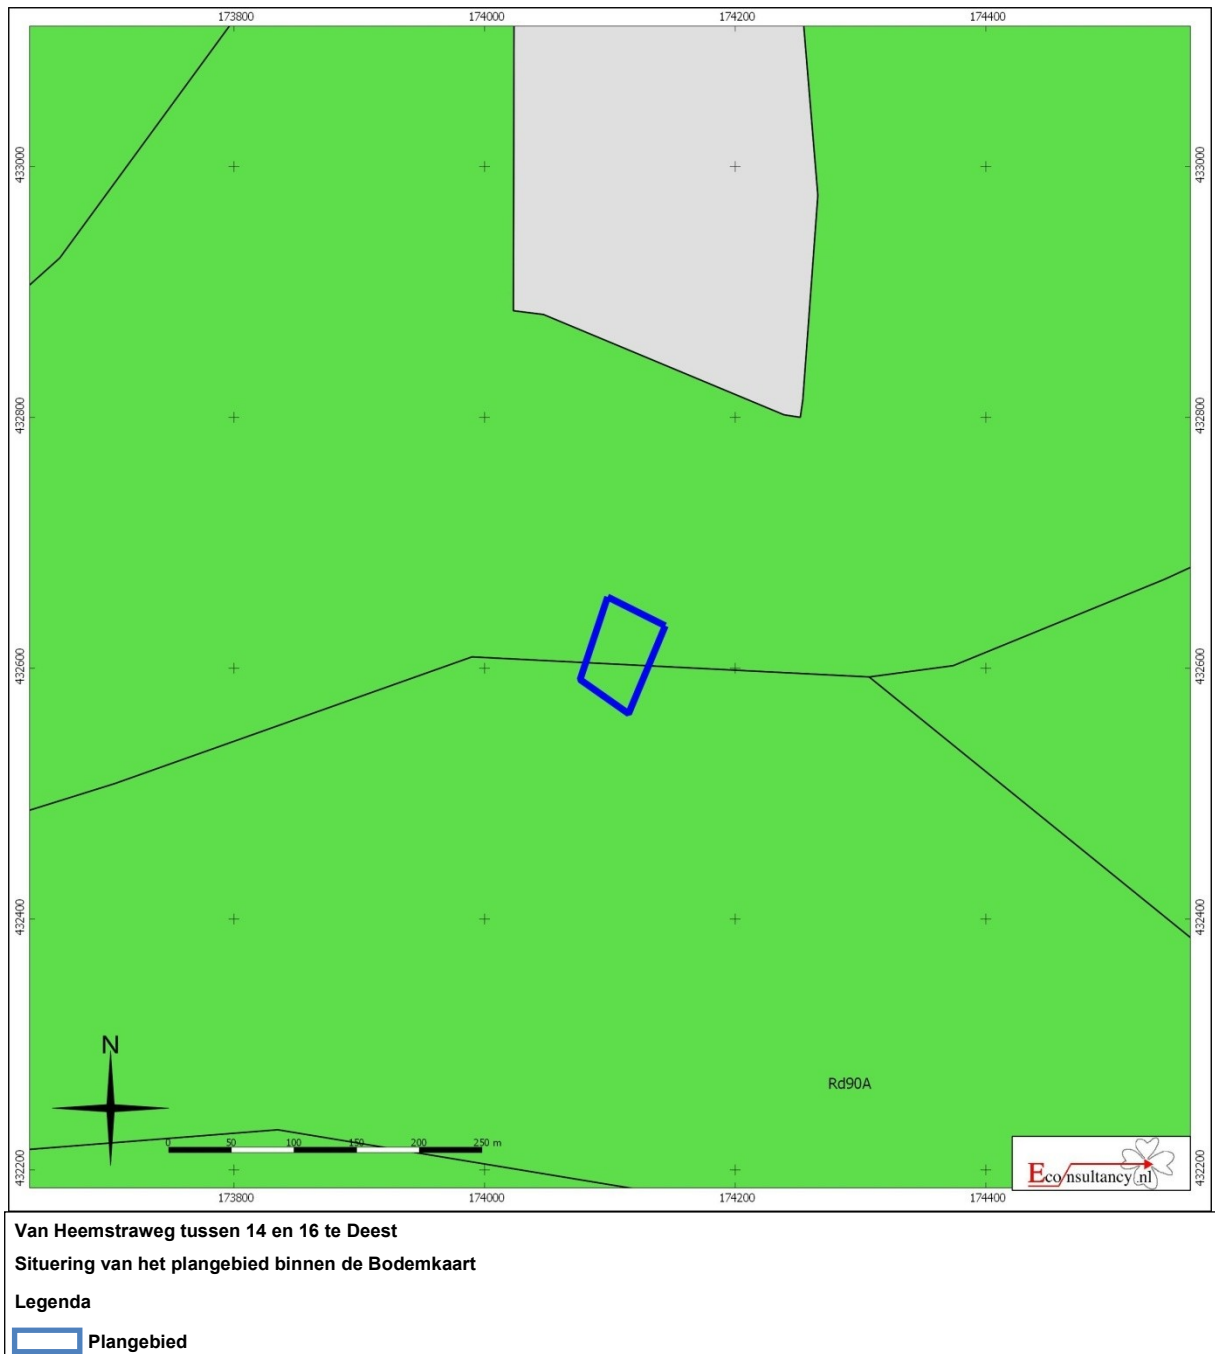 173800 174000 174200 174400
433000 433000
432800 432800
432600 432600
432400 432400
Rd90A
N
0 50 100 150 200 250 m
432200 432200
Econsultancy.nl
173800 174000 174200 174400
Van Heemstraweg tussen 14 en 16 te Deest
Situering van het plangebied binnen de Bodemkaart
Legenda
Plangebied